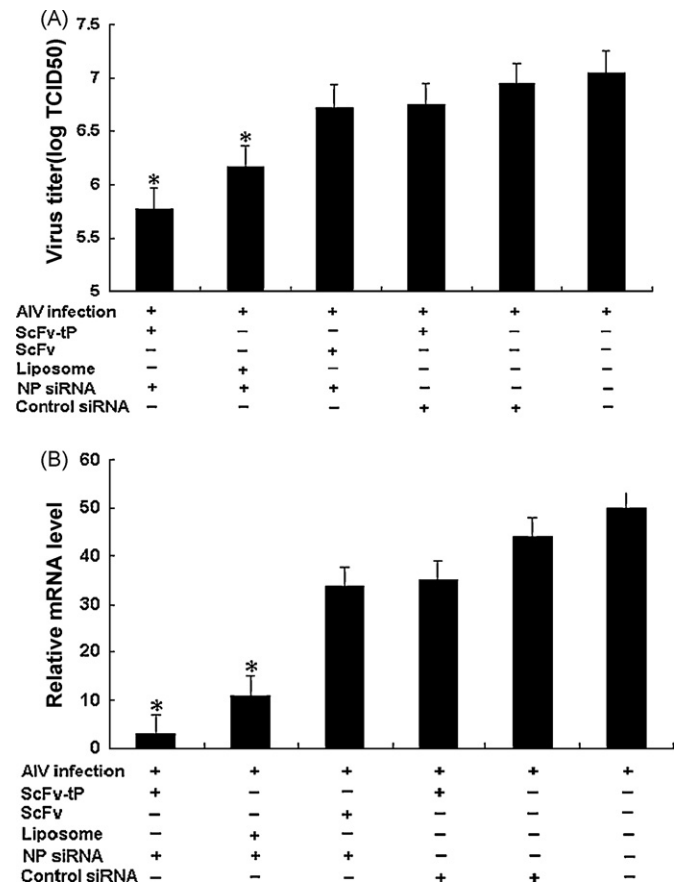 (A)
Virus titer(log TCID50)
7.5
7
6.5
6
5.5
5
* *
AIV infection + + + + + +
ScFv-tP + – – + – –
ScFv – – + – – –
Liposome – + – – – –
NP siRNA + + + – – –
Control siRNA – – – + + –
(B)
Relative mRNA level
60
50
40
30
20
10
0
* *
AIV infection + + + + + +
ScFv-tP + – – + – –
ScFv – – + – – –
Liposome – + – – – –
NP siRNA + + + – – –
Control siRNA – – – + + –